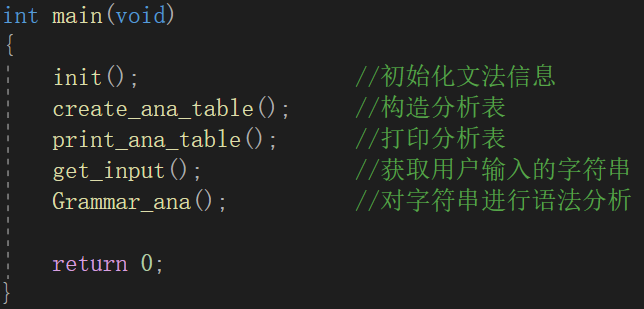 int main(void)
{
init(); //初始化文法信息
create_ana_table(); //构造分析表
print_ana_table(); //打印分析表
get_input(); //获取用户输入的字符串
Grammar_ana(); //对字符串进行语法分析
return 0;
}